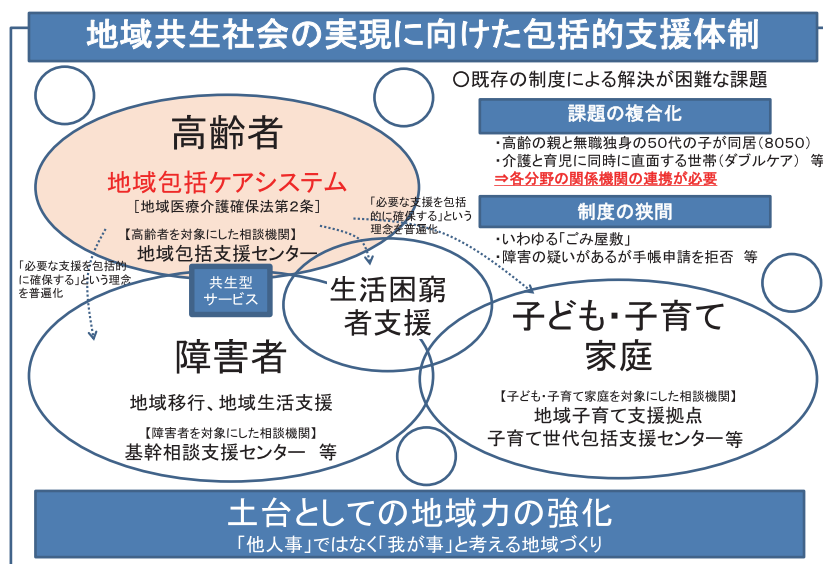 地域共生社会の実現に向けた包括的支援体制
〇既存の制度による解決が困難な課題
課題の複合化
・高齢の親と無職独身の50代の子が同居(8050)
・介護と育児に同時に直面する世帯(ダブルケア) 等
⇒各分野の関係機関の連携が必要
制度の狭間
・いわゆる「ごみ屋敷」
・障害の疑いがあるが手帳申請を拒否 等
高齢者
地域包括ケアシステム
[地域医療介護確保法第2条]
【高齢者を対象にした相談機関】
地域包括支援センター
「必要な支援を包括
的に確保する」という
理念を普遍化
「必要な支援を包括的
に確保する」という理念
を普遍化
共生型
サービス
生活困窮
者支援
障害者
地域移行、地域生活支援
【障害者を対象にした相談機関】
基幹相談支援センター 等
子ども・子育て
家庭
【子ども・子育て家庭を対象にした相談機関】
地域子育て支援拠点
子育て世代包括支援センター等
土台としての地域力の強化
「他人事」ではなく「我が事」と考える地域づくり